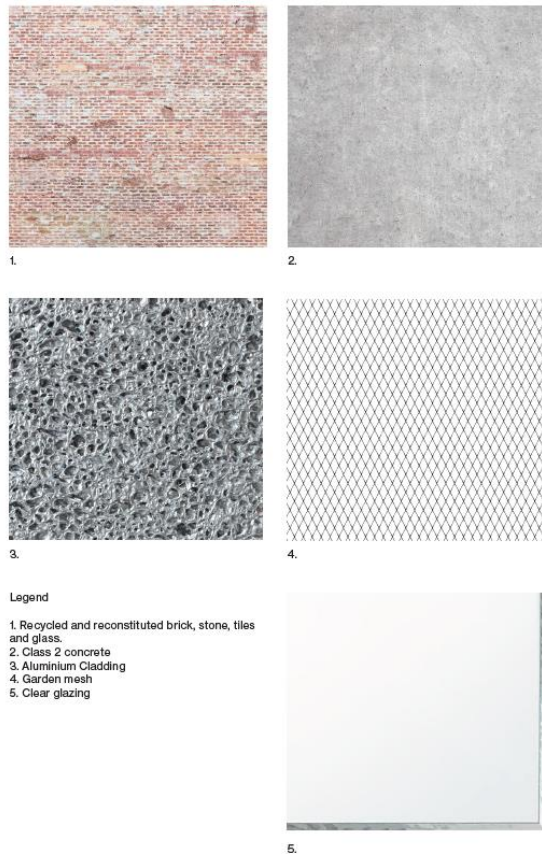 1.
2.
3.
4.
Legend
1. Recycled and reconstituted brick, stone, tiles
and glass.
2. Class 2 concrete
3. Aluminium Cladding
4. Garden mesh
5. Clear glazing
5.